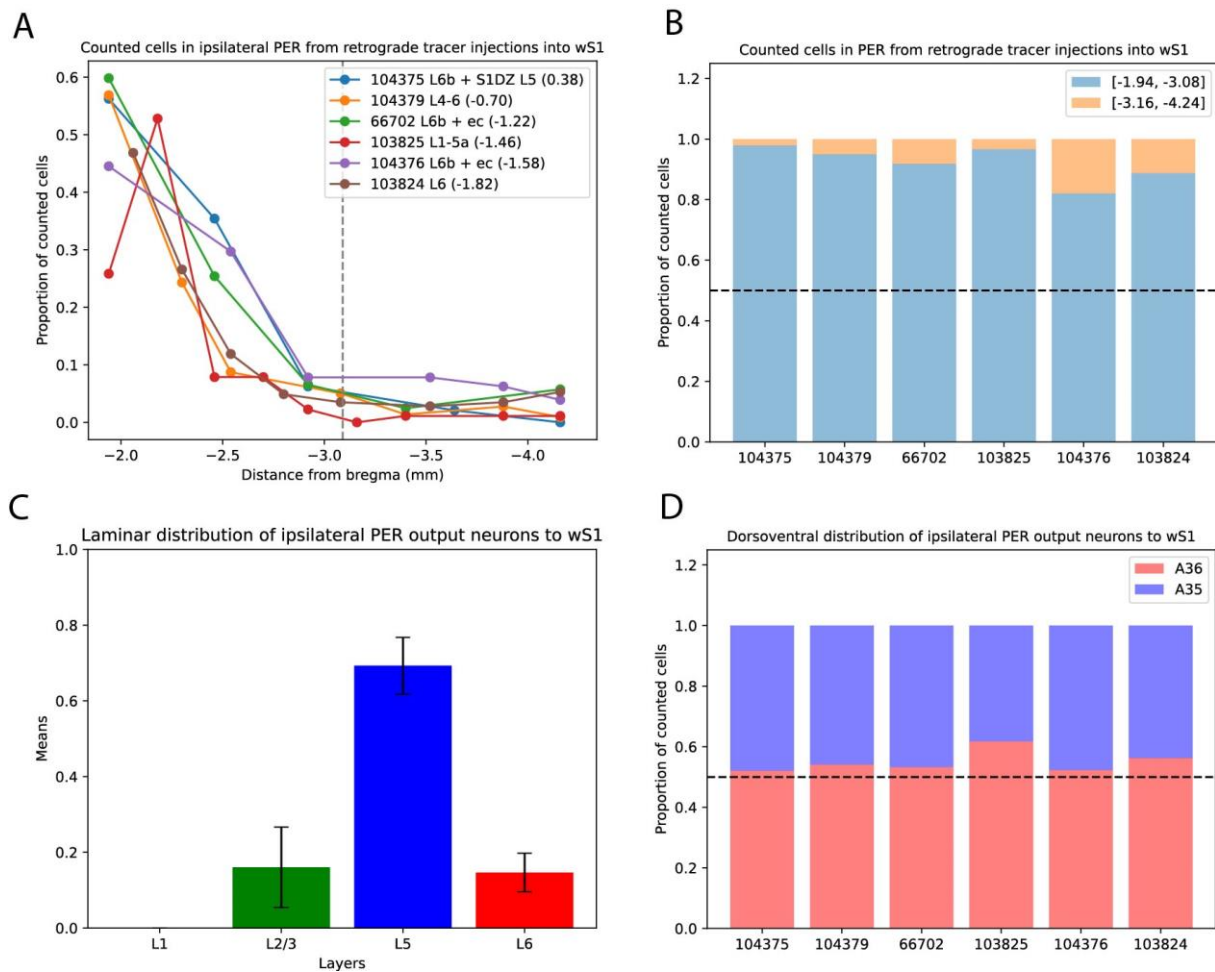 A
Counted cells in ipsilateral PER from retrograde tracer injections into wS1
Proportion of counted cells
0.6
0.5
0.4
0.3
0.2
0.1
0.0
104375 L6b + S1DZ L5 (0.38)
104379 L4-6 (-0.70)
66702 L6b + ec (-1.22)
103825 L1-5a (-1.46)
104376 L6b + ec (-1.58)
103824 L6 (-1.82)
−2.0 −2.5 −3.0 −3.5 −4.0
Distance from bregma (mm)
B
Counted cells in PER from retrograde tracer injections into wS1
Proportion of counted cells
1.2
1.0
0.8
0.6
0.4
0.2
0.0
[-1.94, -3.08]
[-3.16, -4.24]
104375 104379 66702 103825 104376 103824
C
Laminar distribution of ipsilateral PER output neurons to wS1
Means
1.0
0.8
0.6
0.4
0.2
0.0
L1 L2/3 L5 L6
Layers
D
Dorsoventral distribution of ipsilateral PER output neurons to wS1
Proportion of counted cells
1.2
1.0
0.8
0.6
0.4
0.2
0.0
A36
A35
104375 104379 66702 103825 104376 103824